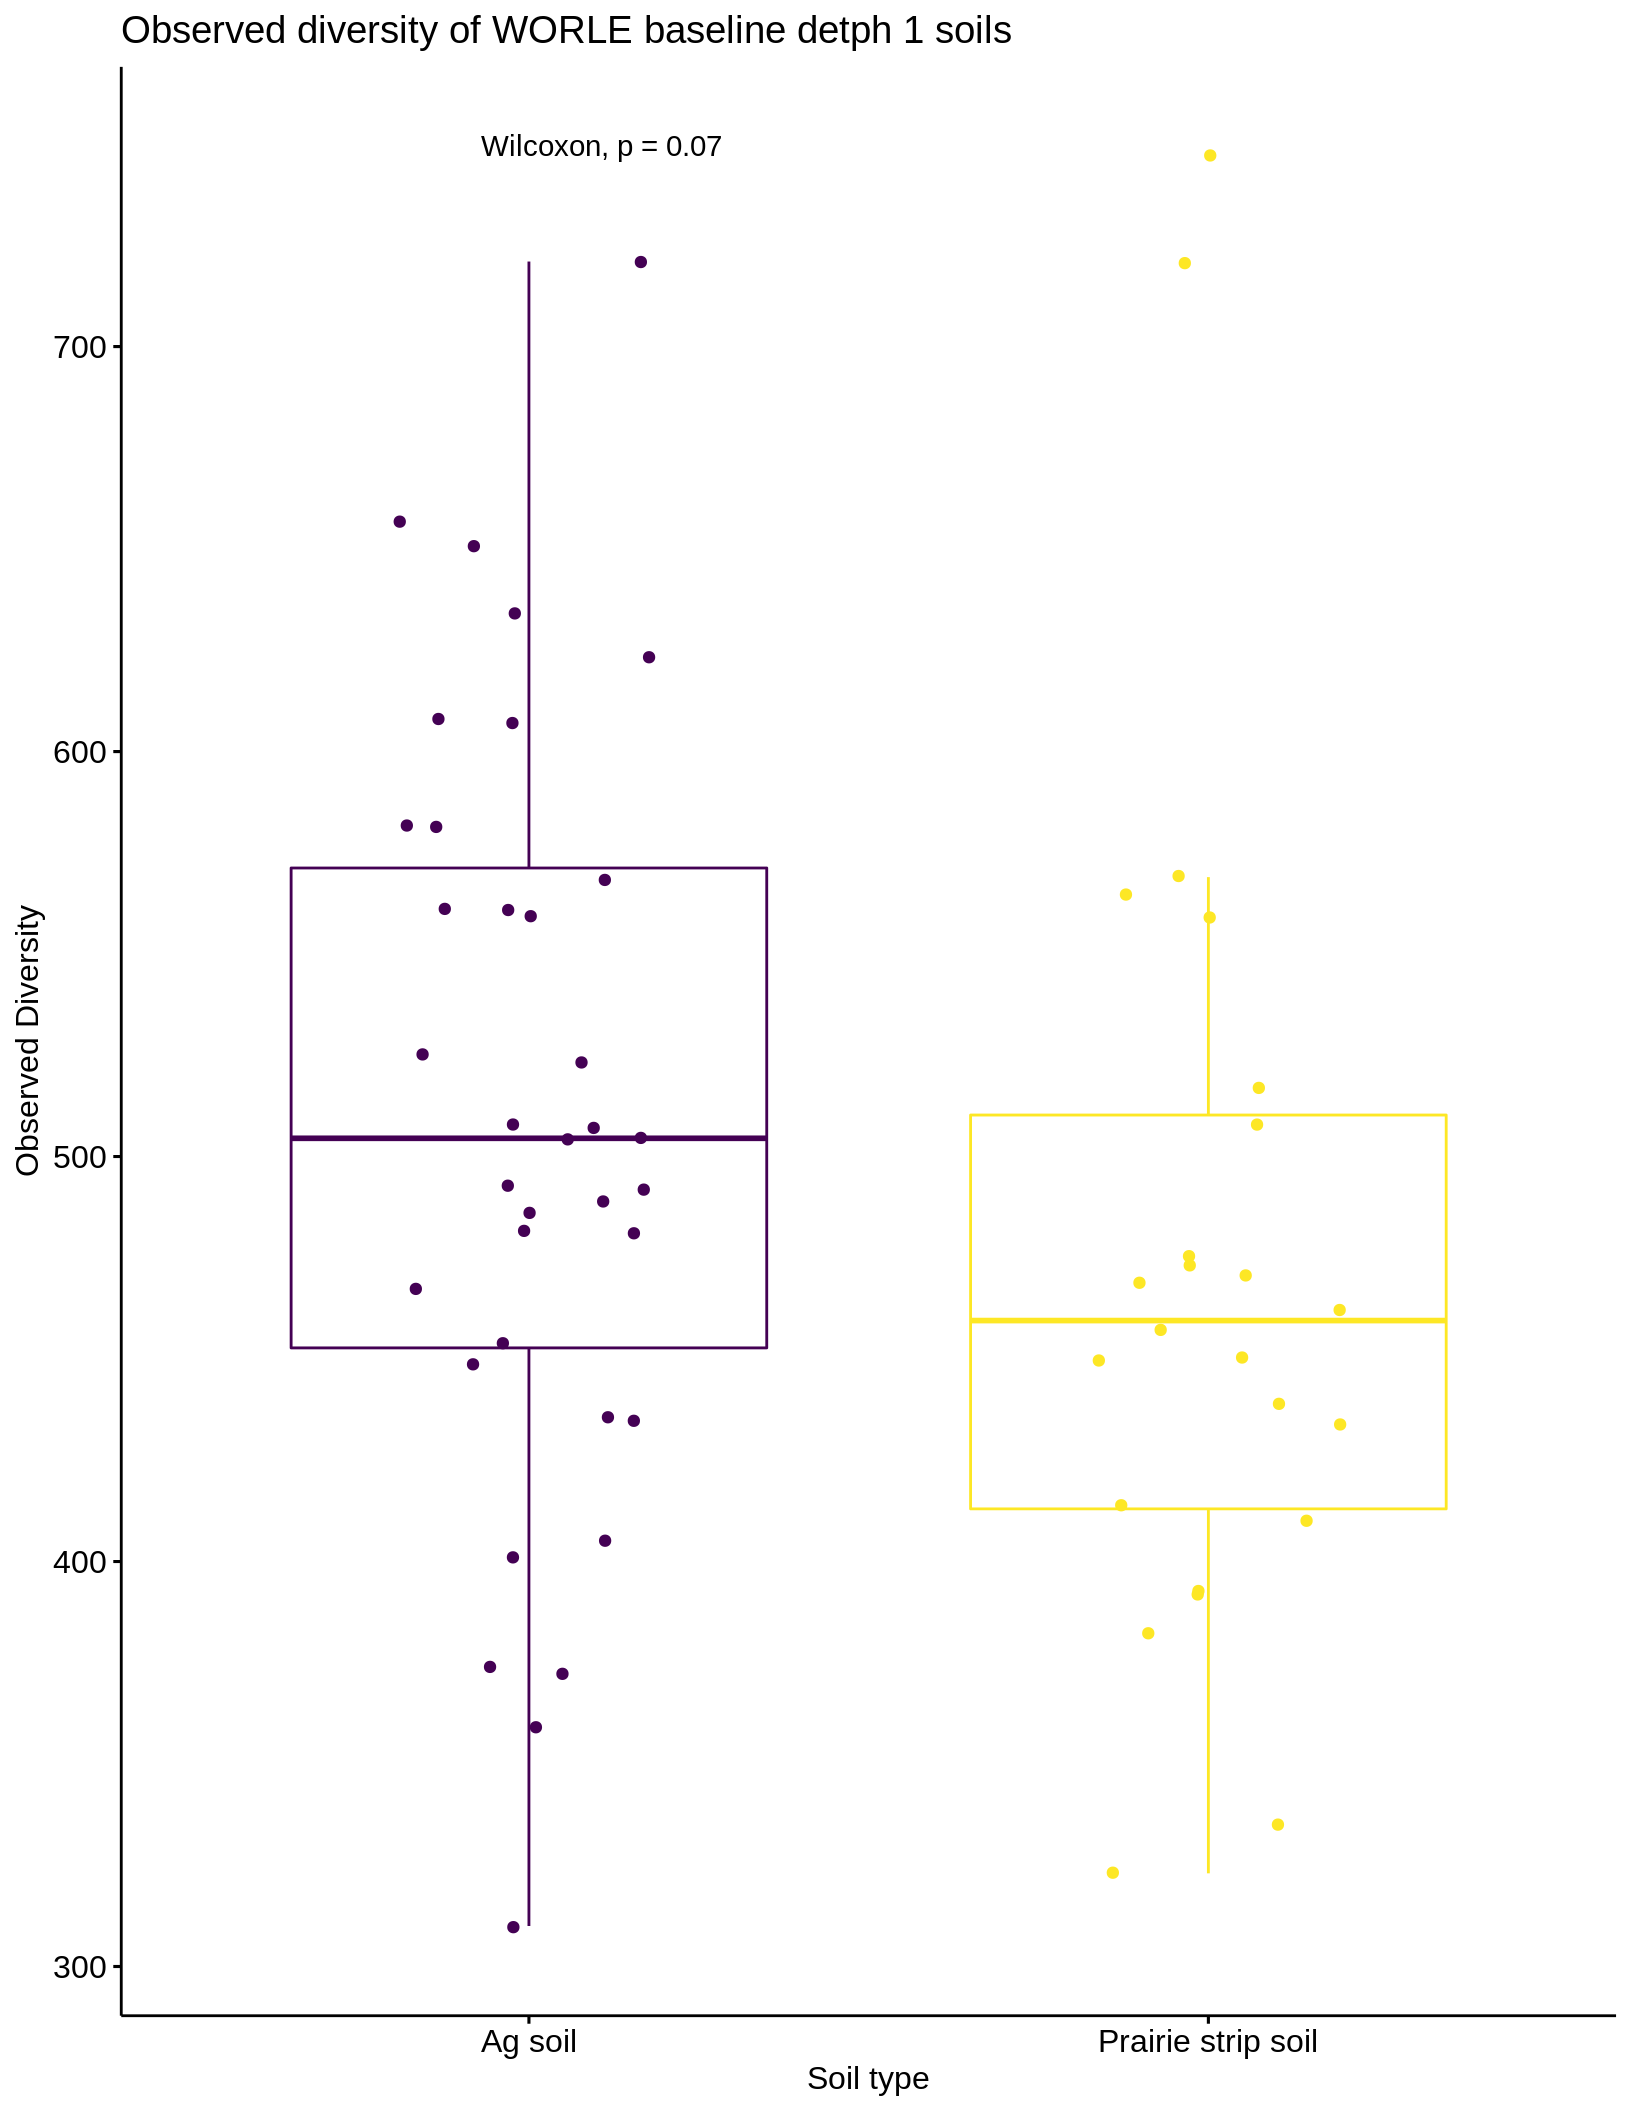 Observed diversity of WORLE baseline detph 1 soils
Wilcoxon, p = 0.07
700
600
500
400
300
Observed Diversity
Ag soil
Prairie strip soil
Soil type